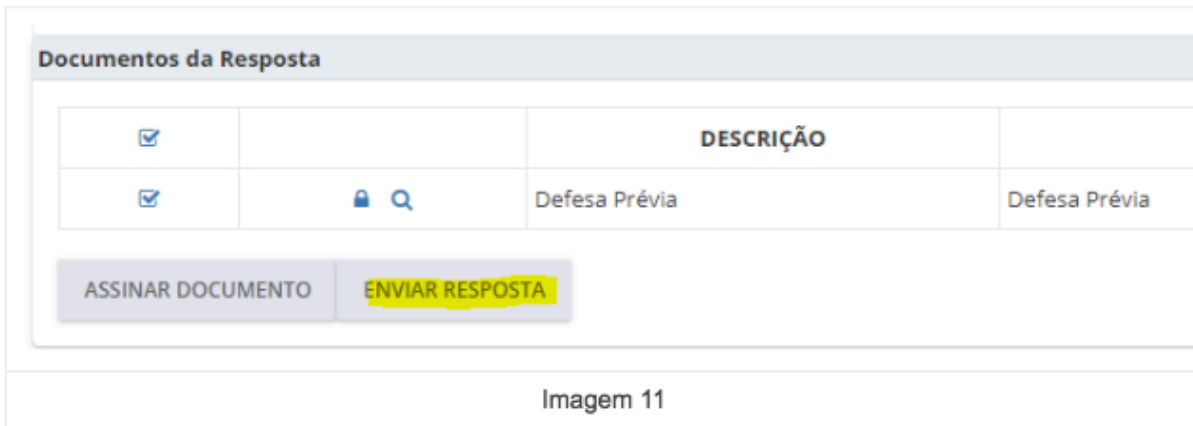 Documentos da Resposta
DESCRIÇÃO
Defesa Prévia Defesa Prévia
ASSINAR DOCUMENTO ENVIAR RESPOSTA
Imagem 11